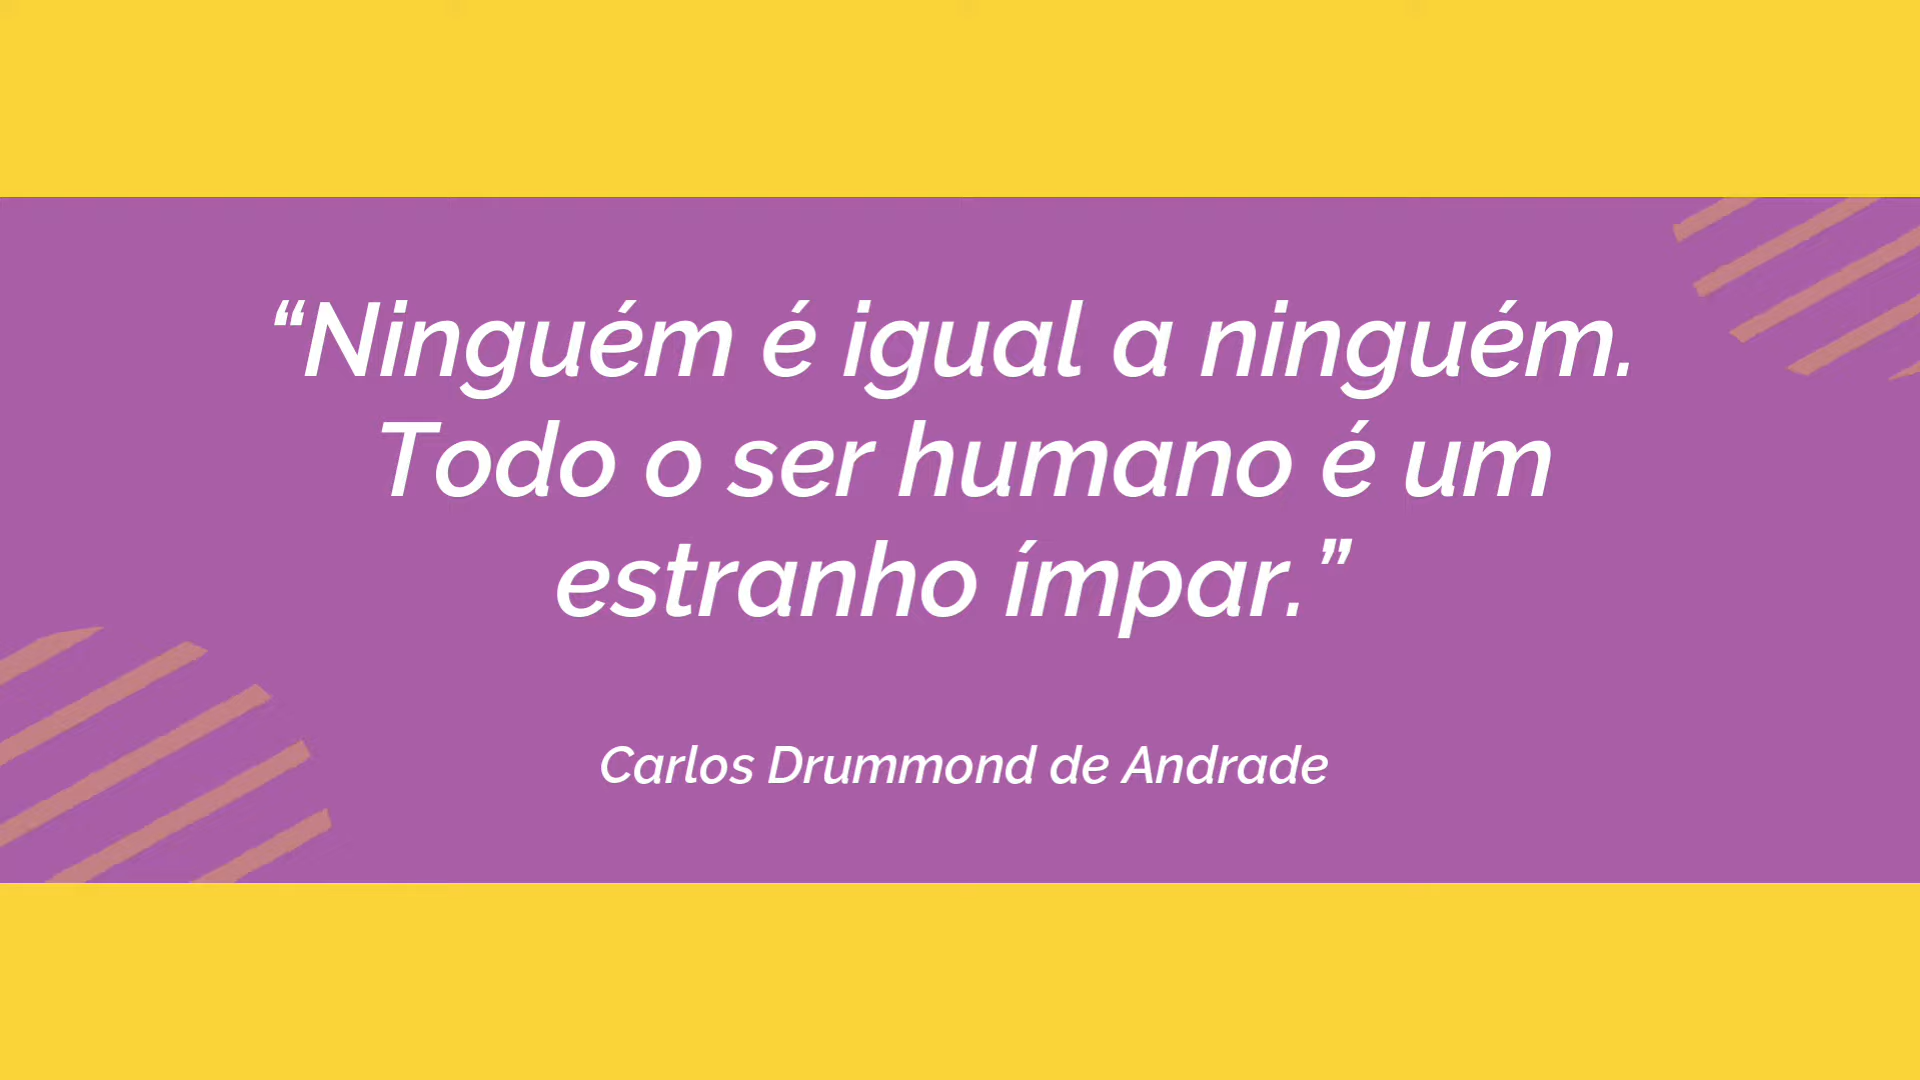 “Ninguém é igual a ninguém.
Todo o ser humano é um
estranho ímpar.”
Carlos Drummond de Andrade